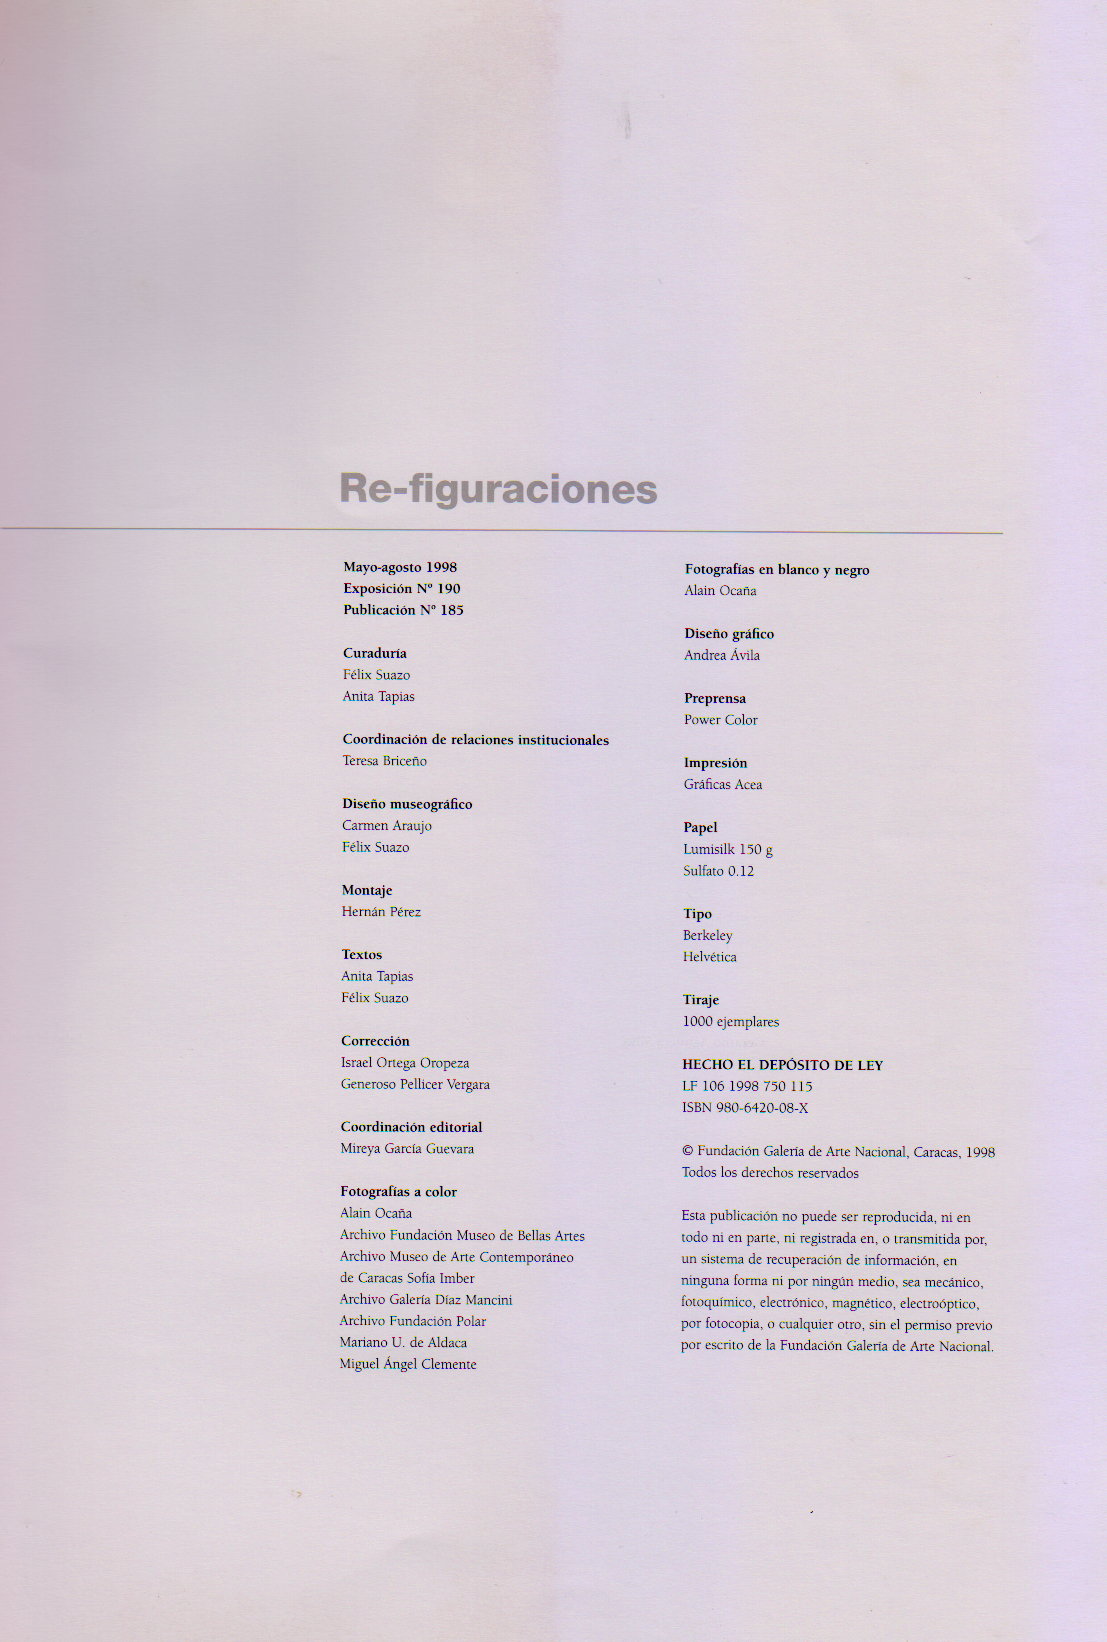 Re-figuraciones
Mayo-agosto 1998
Exposición Nº 190
Publicación Nº 185
Curaduría
Félix Suazo
Anita Tapias
Coordinación de relaciones institucionales
Teresa Briceño
Diseño museográfico
Carmen Araujo
Félix Suazo
Montaje
Hernán Pérez
Textos
Anita Tapias
Félix Suazo
Corrección
Israel Ortega Oropeza
Generoso Pellicer Vergara
Coordinación editorial
Mireya García Guevara
Fotografías a color
Alain Ocaña
Archivo Fundación Museo de Bellas Artes
Archivo Museo de Arte Contemporáneo
de Caracas Sofía Imber
Archivo Galería Díaz Mancini
Archivo Fundación Polar
Mariano U. de Aldaca
Miguel Ángel Clemente
Fotografías en blanco y negro
Alain Ocaña
Diseño gráfico
Andrea Ávila
Preprensa
Power Color
Impresión
Gráficas Acea
Papel
Lumisilk 150 g
Sulfato 0.12
Tipo
Berkeley
Helvética
Tiraje
1000 ejemplares
HECHO EL DEPÓSITO DE LEY
LF 106 1998 750 115
ISBN 980-6420-08-X
© Fundación Galería de Arte Nacional, Caracas, 1998
Todos los derechos reservados
Esta publicación no puede ser reproducida, ni en
todo ni en parte, ni registrada en, o transmitida por,
un sistema de recuperación de información, en
ninguna forma ni por ningún medio, sea mecánico,
fotoquímico, electrónico, magnético, electroóptico,
por fotocopia, o cualquier otro, sin el permiso previo
por escrito de la Fundación Galería de Arte Nacional.